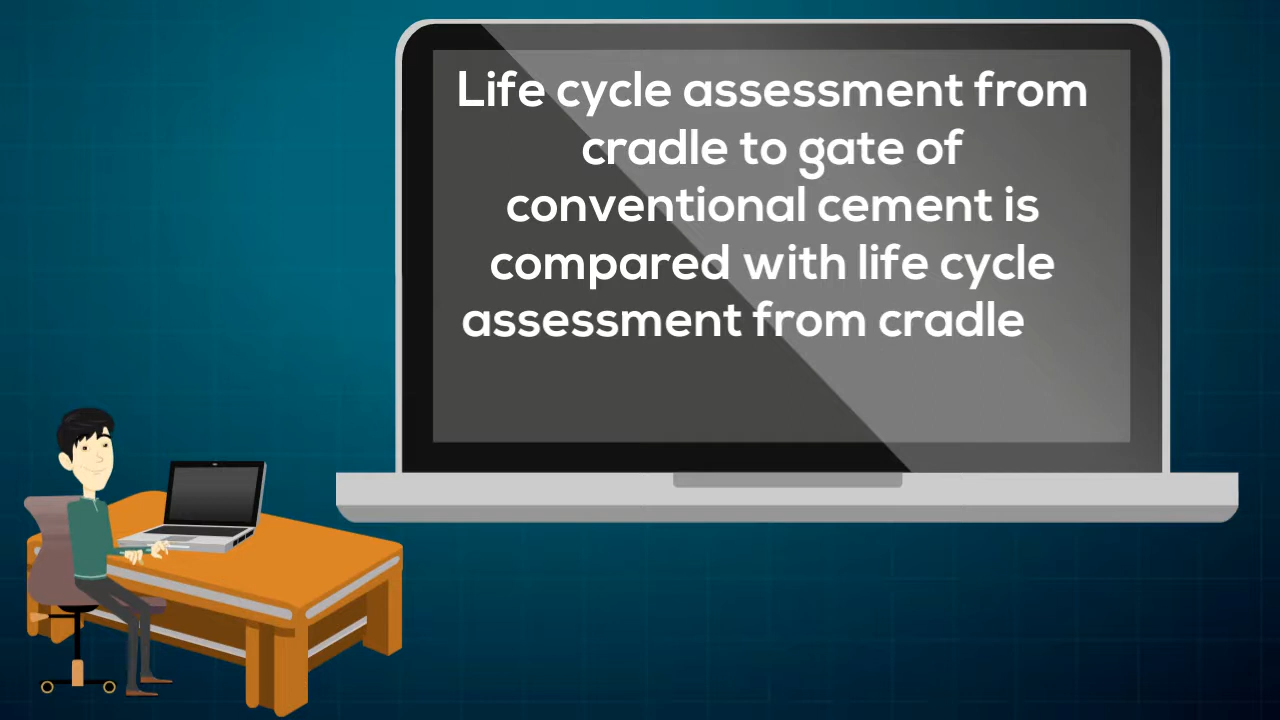 Life cycle assessment from
cradle to gate of
conventional cement is
compared with life cycle
assessment from cradle